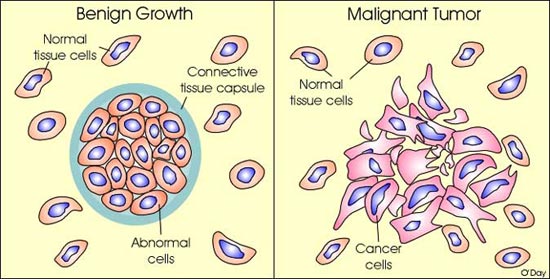 Benign Growth
Normal
tissue cells
Connective
tissue capsule
Abnormal
cells
Malignant Tumor
Normal
tissue cells
Cancer
cells
O'Day